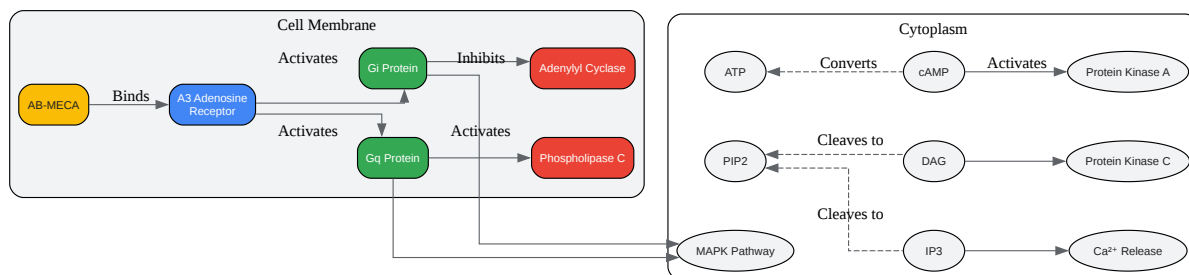 Cell Membrane
Cytoplasm
Activates
Gi Protein
Inhibits
Adenylyl Cyclase
ATP
Converts
cAMP
Activates
Protein Kinase A
AB-MECA
Binds
A3 Adenosine
Receptor
Activates
Gq Protein
Activates
Phospholipase C
PIP2
Cleaves to
DAG
Protein Kinase C
Cleaves to
MAPK Pathway
IP3
Ca²⁺ Release